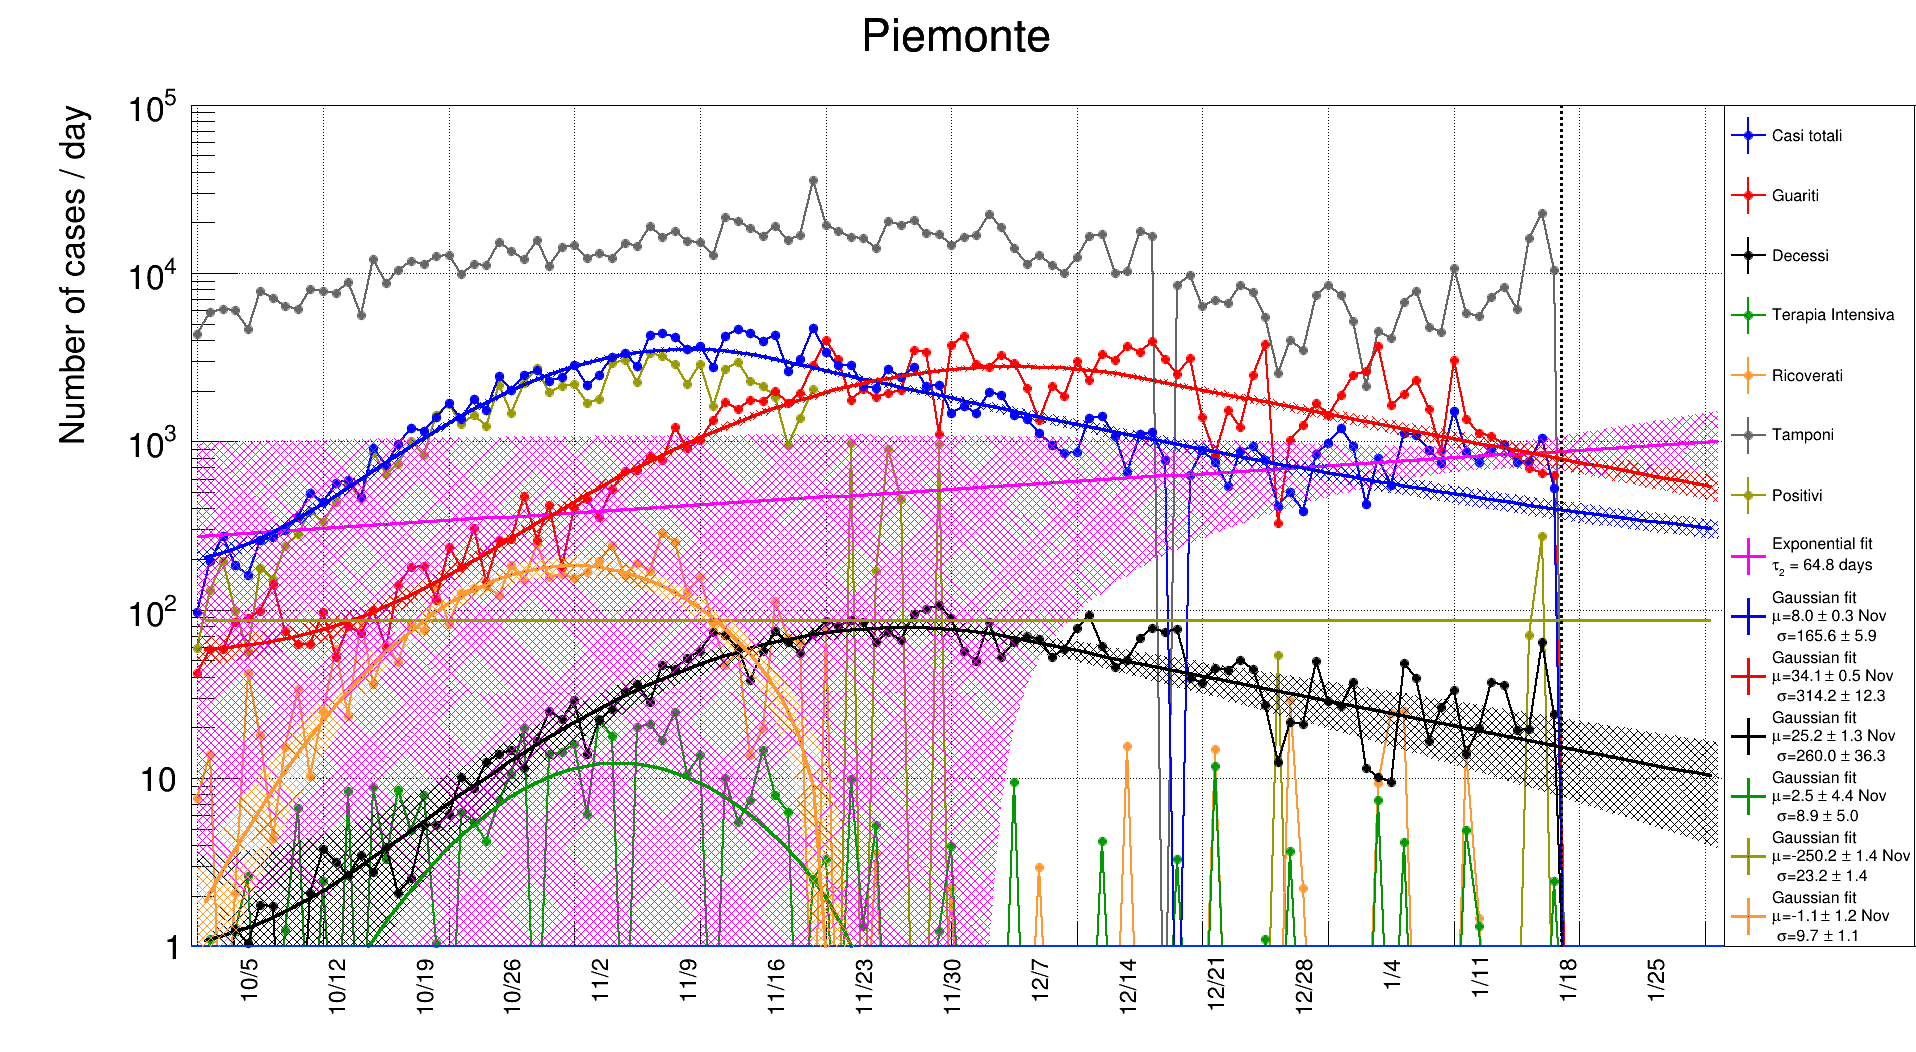 Piemonte
Number of cases / day
10^5
10^4
10^3
10^2
10
1
10/5
10/12
10/19
10/26
11/2
11/9
11/16
11/23
11/30
12/7
12/14
12/21
12/28
1/4
1/11
1/18
1/25
Casi totali
Guariti
Decessi
Terapia Intensiva
Ricoverati
Tamponi
Positivi
Exponential fit
τ₂ = 64.8 days
Gaussian fit
μ=8.0 ± 0.3 Nov
σ=165.6 ± 5.9
Gaussian fit
μ=34.1 ± 0.5 Nov
σ=314.2 ± 12.3
Gaussian fit
μ=25.2 ± 1.3 Nov
σ=260.0 ± 36.3
Gaussian fit
μ=2.5 ± 4.4 Nov
σ=8.9 ± 5.0
Gaussian fit
μ=-250.2 ± 1.4 Nov
σ=23.2 ± 1.4
Gaussian fit
μ=-1.1 ± 1.2 Nov
σ=9.7 ± 1.1